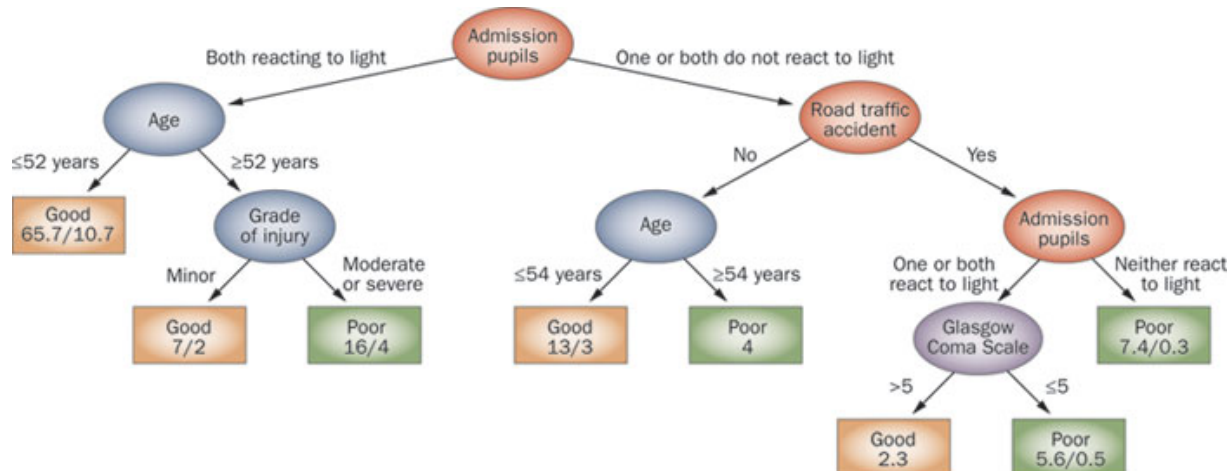 Admission
pupils
Both reacting to light
One or both do not react to light
Age
Road traffic
accident
≤52 years
≥52 years
No
Yes
Good
65.7/10.7
Grade
of injury
Age
Admission
pupils
Minor
Moderate
or severe
≤54 years
≥54 years
One or both
react to light
Neither react
to light
Good
7/2
Poor
16/4
Good
13/3
Poor
4
Glasgow
Coma Scale
Poor
7.4/0.3
>5
≤5
Good
2.3
Poor
5.6/0.5